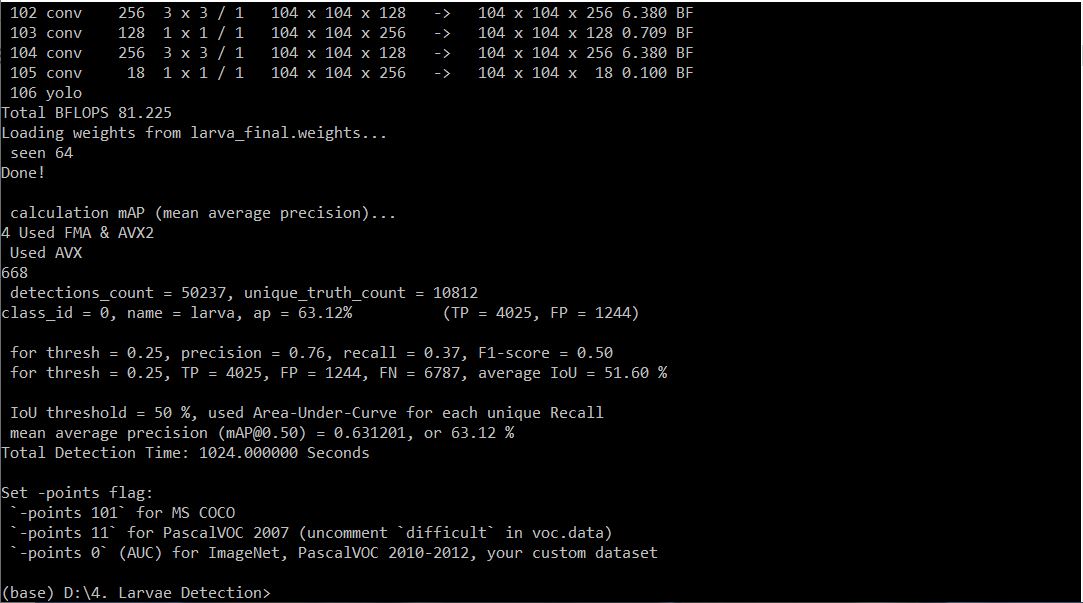 102 conv    256  3 x 3 / 1   104 x 104 x 128   ->   104 x 104 x 256 6.380 BF
103 conv    128  1 x 1 / 1   104 x 104 x 256   ->   104 x 104 x 128 0.709 BF
104 conv    256  3 x 3 / 1   104 x 104 x 128   ->   104 x 104 x 256 6.380 BF
105 conv     18  1 x 1 / 1   104 x 104 x 256   ->   104 x 104 x  18 0.100 BF
106 yolo
Total BFLOPS 81.225
Loading weights from larva_final.weights...
seen 64
Done!
calculation mAP (mean average precision)...
4 Used FMA & AVX2
Used AVX
668
detections_count = 50237, unique_truth_count = 10812
class_id = 0, name = larva, ap = 63.12%          (TP = 4025, FP = 1244)
for thresh = 0.25, precision = 0.76, recall = 0.37, F1-score = 0.50
for thresh = 0.25, TP = 4025, FP = 1244, FN = 6787, average IoU = 51.60 %
IoU threshold = 50 %, used Area-Under-Curve for each unique Recall
mean average precision (mAP@0.50) = 0.631201, or 63.12 %
Total Detection Time: 1024.000000 Seconds
Set -points flag:
`-points 101` for MS COCO
`-points 11` for PascalVOC 2007 (uncomment `difficult` in voc.data)
`-points 0` (AUC) for ImageNet, PascalVOC 2010-2012, your custom dataset
(base) D:\4. Larvae Detection>